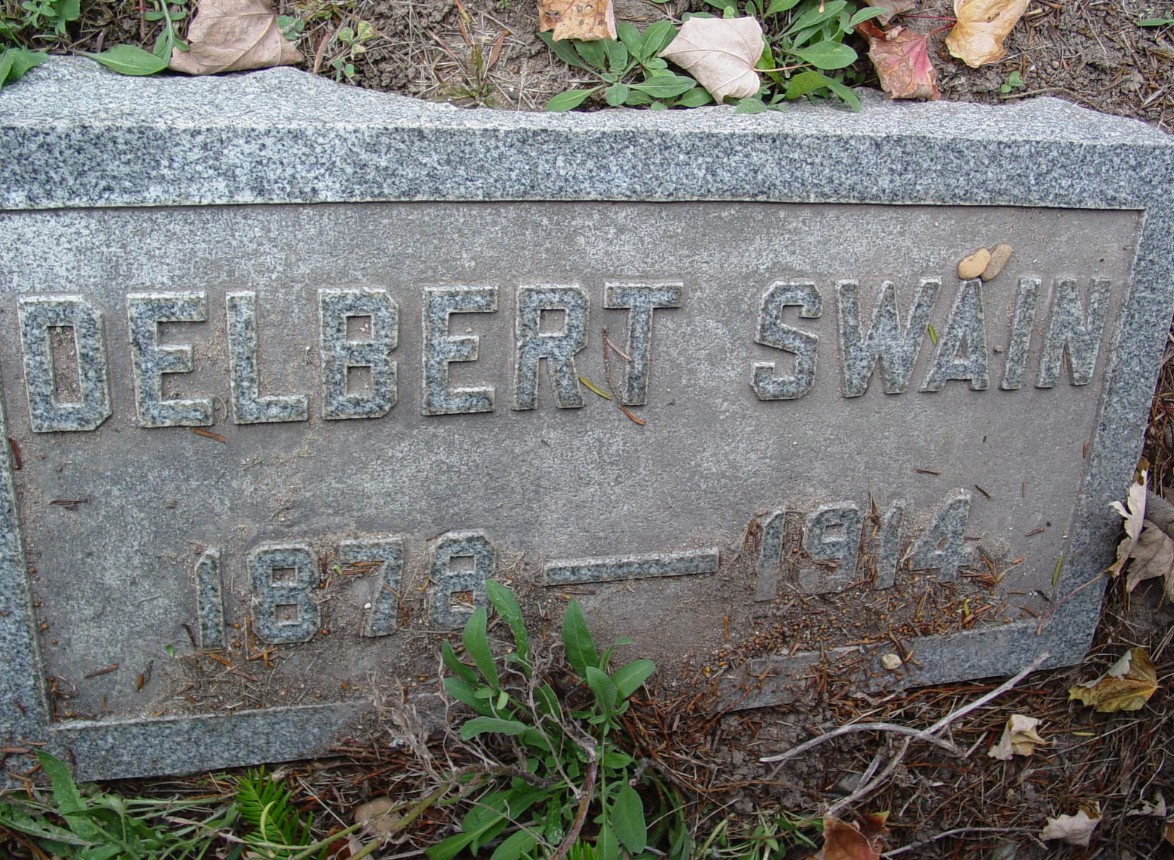 DELBERT SWAIN
1878 — 1914